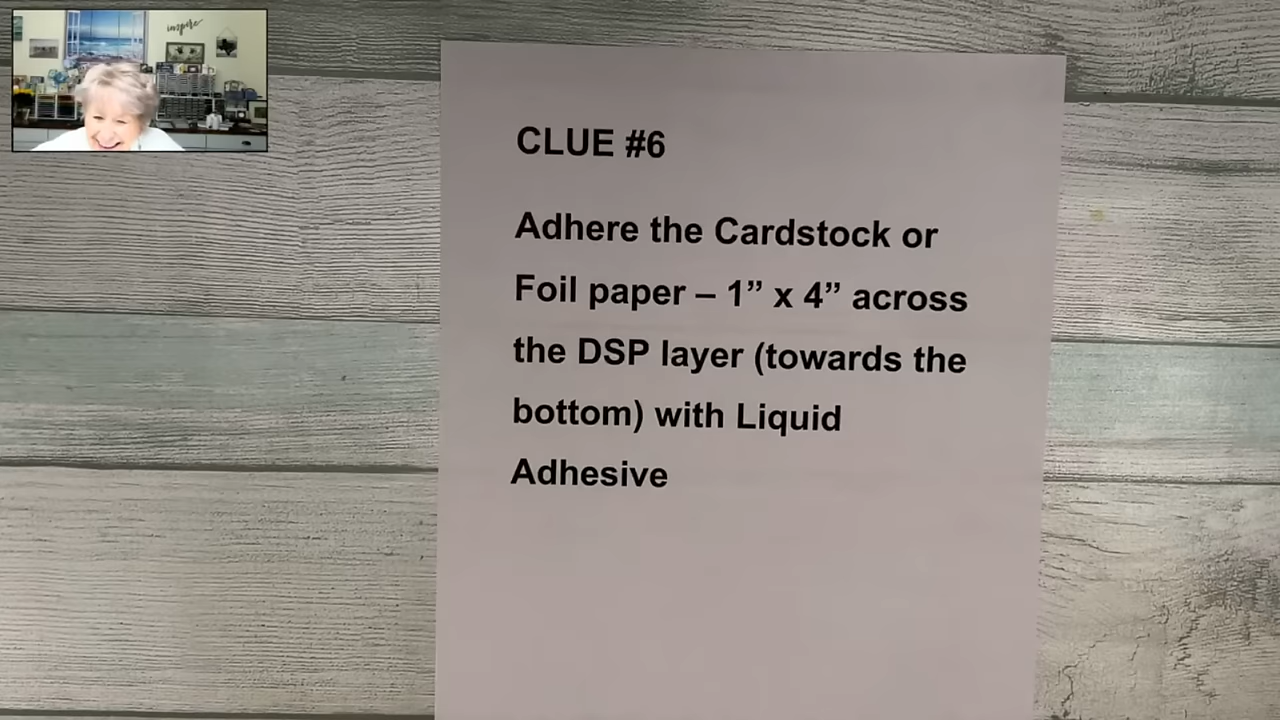 inspire
CLUE #6
Adhere the Cardstock or
Foil paper – 1” x 4” across
the DSP layer (towards the
bottom) with Liquid
Adhesive